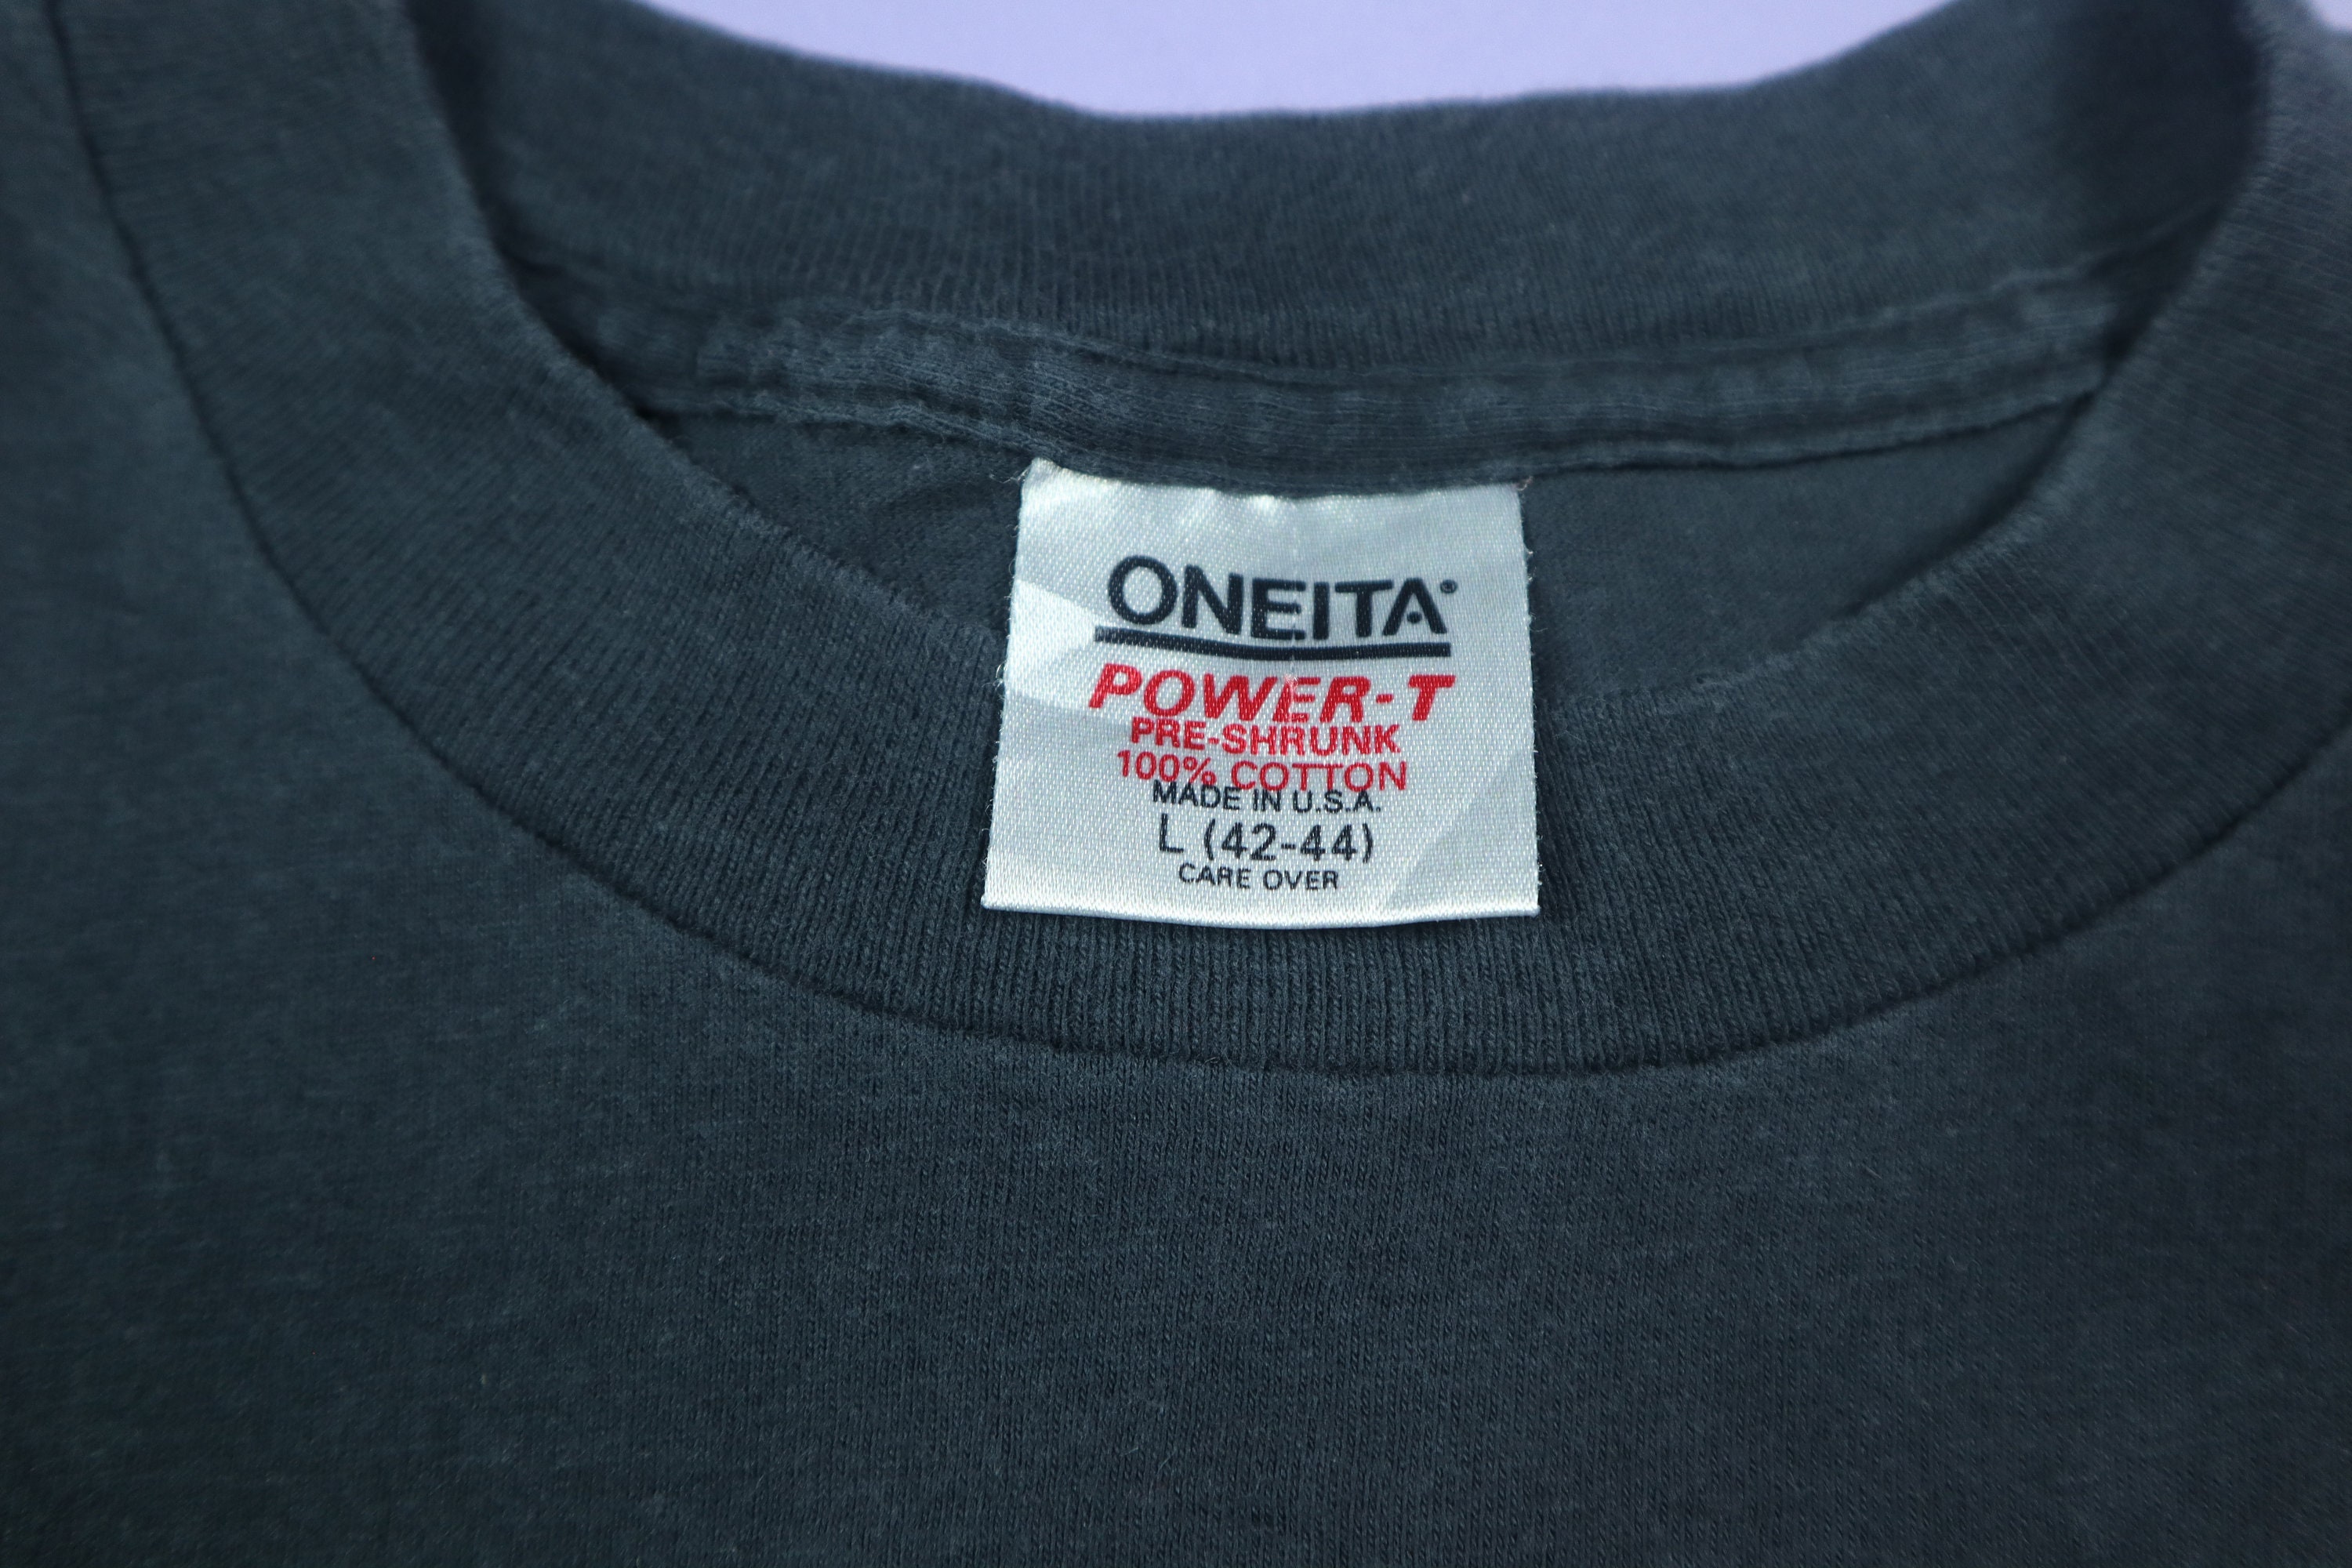 ONEITA®
POWER-T
PRE-SHRUNK
100% COTTON
MADE IN U.S.A.
L (42-44)
CARE OVER